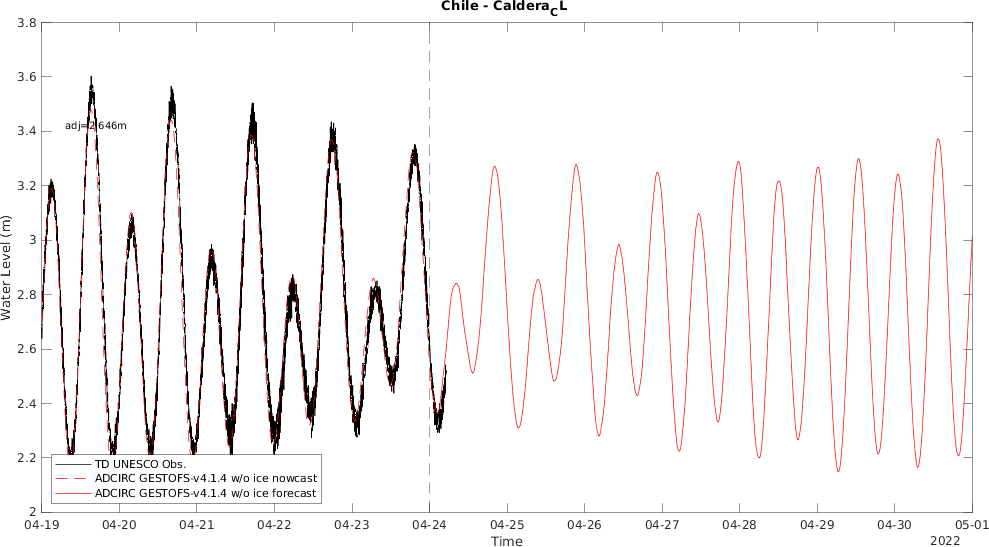 Chile - Caldera_CL
3.8
3.6
3.4
3.2
3
2.8
2.6
2.4
2.2
2
Water Level (m)
adj=2.646m
TD UNESCO Obs.
ADCIRC GESTOFS-v4.1.4 w/o ice nowcast
ADCIRC GESTOFS-v4.1.4 w/o ice forecast
04-19 04-20 04-21 04-22 04-23 04-24 04-25 04-26 04-27 04-28 04-29 04-30 05-01
Time
2022